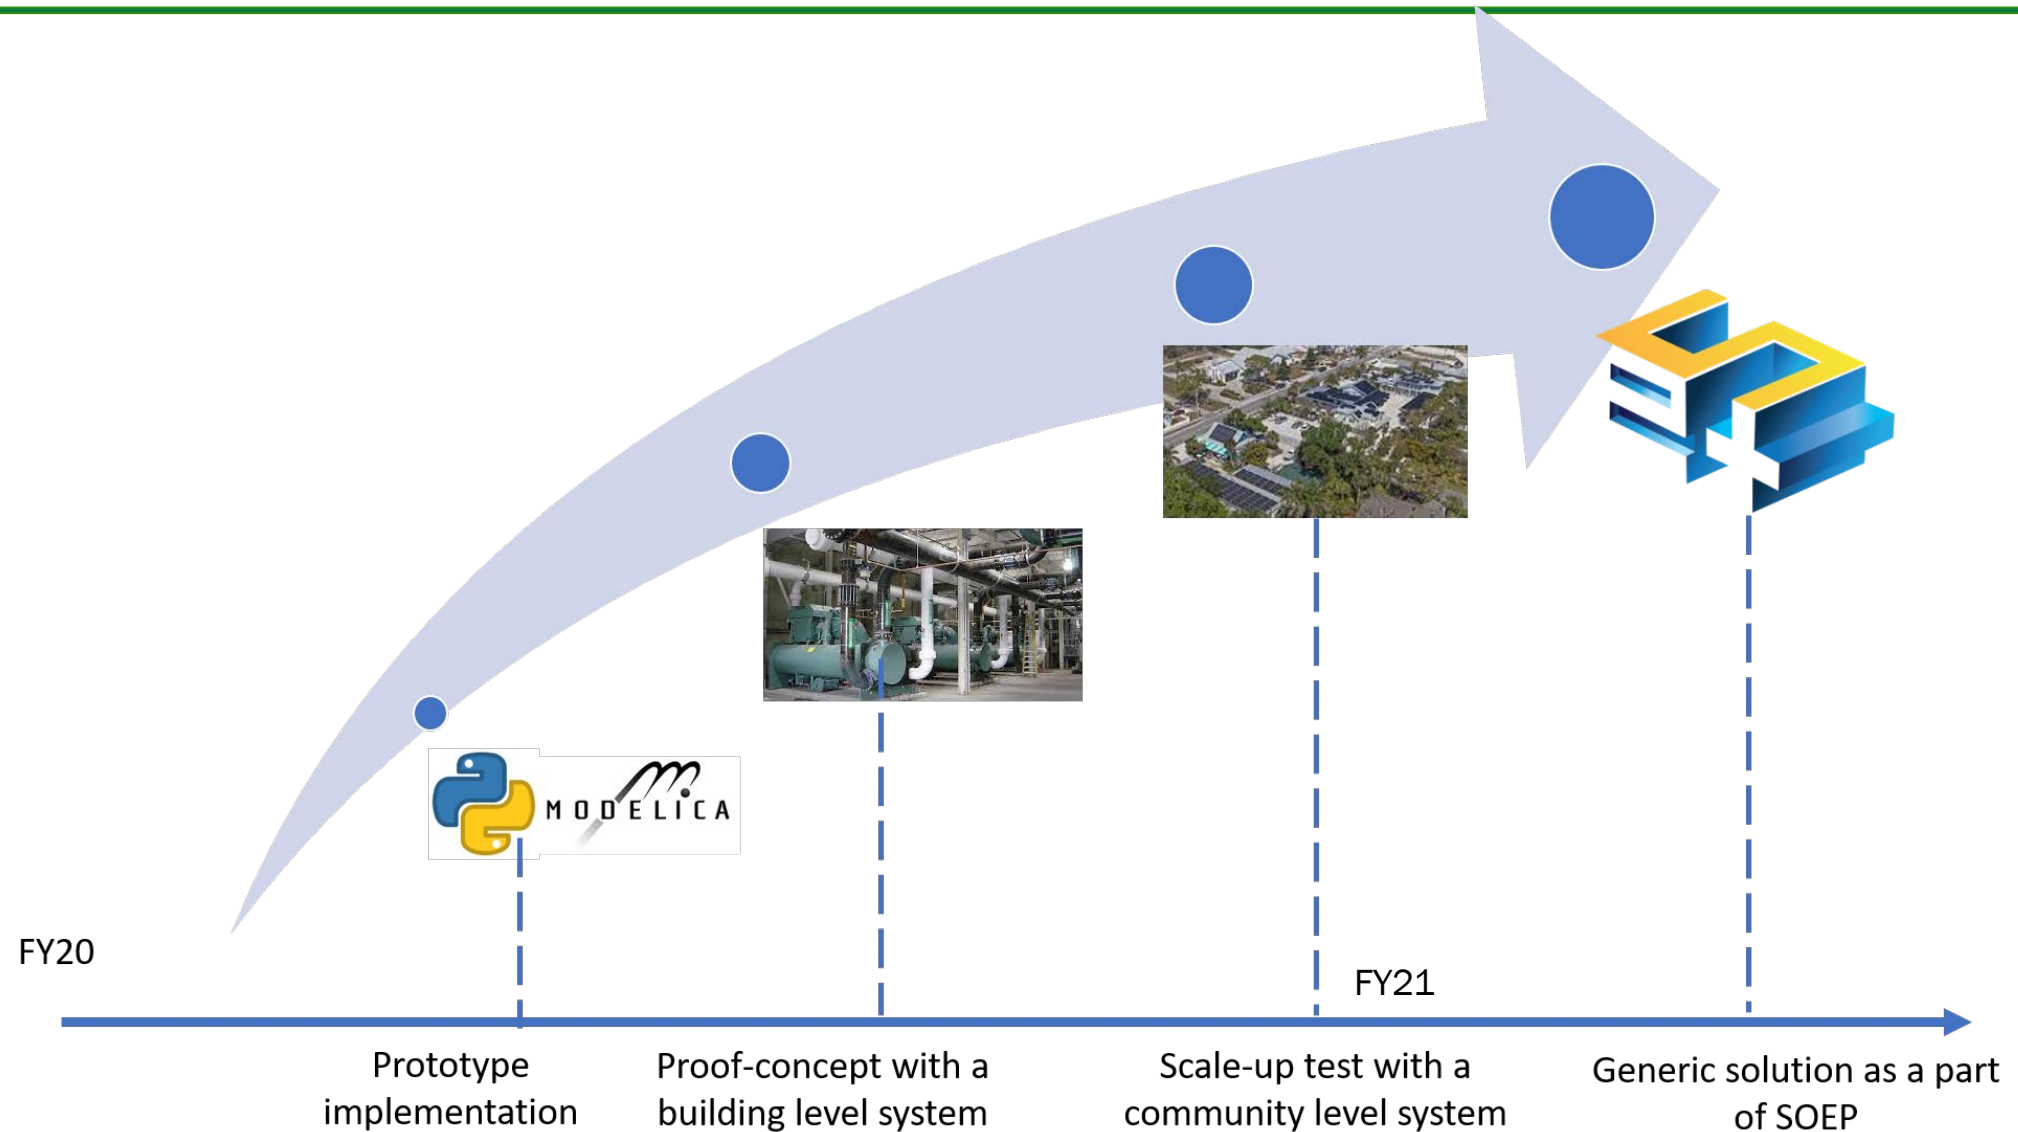 MODELICA
FY20
FY21
Prototype
implementation
Proof-concept with a
building level system
Scale-up test with a
community level system
Generic solution as a part
of SOEP